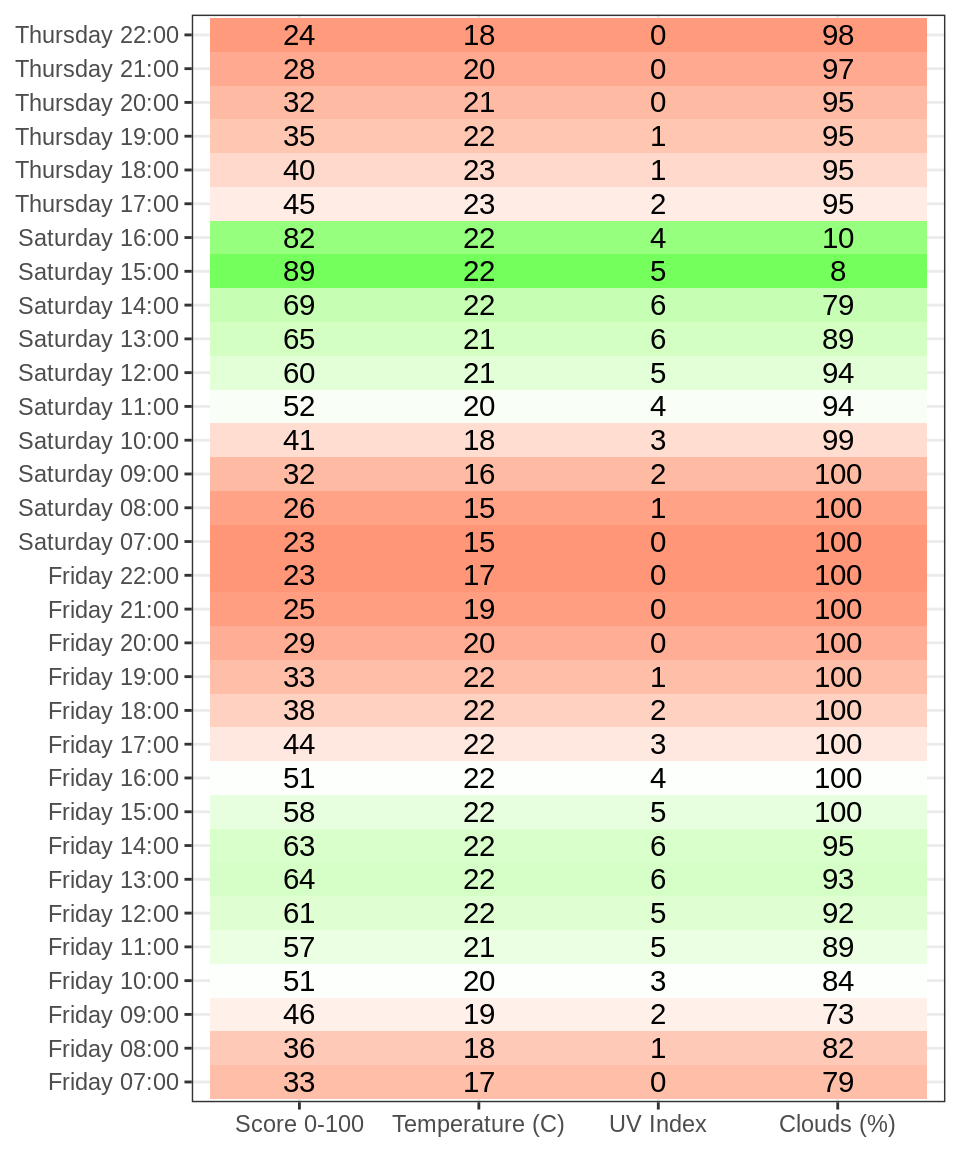 Thursday 22:00 24 18 0 98
Thursday 21:00 28 20 0 97
Thursday 20:00 32 21 0 95
Thursday 19:00 35 22 1 95
Thursday 18:00 40 23 1 95
Thursday 17:00 45 23 2 95
Saturday 16:00 82 22 4 10
Saturday 15:00 89 22 5 8
Saturday 14:00 69 22 6 79
Saturday 13:00 65 21 6 89
Saturday 12:00 60 21 5 94
Saturday 11:00 52 20 4 94
Saturday 10:00 41 18 3 99
Saturday 09:00 32 16 2 100
Saturday 08:00 26 15 1 100
Saturday 07:00 23 15 0 100
Friday 22:00 23 17 0 100
Friday 21:00 25 19 0 100
Friday 20:00 29 20 0 100
Friday 19:00 33 22 1 100
Friday 18:00 38 22 2 100
Friday 17:00 44 22 3 100
Friday 16:00 51 22 4 100
Friday 15:00 58 22 5 100
Friday 14:00 63 22 6 95
Friday 13:00 64 22 6 93
Friday 12:00 61 22 5 92
Friday 11:00 57 21 5 89
Friday 10:00 51 20 3 84
Friday 09:00 46 19 2 73
Friday 08:00 36 18 1 82
Friday 07:00 33 17 0 79
Score 0-100 Temperature (C) UV Index Clouds (%)